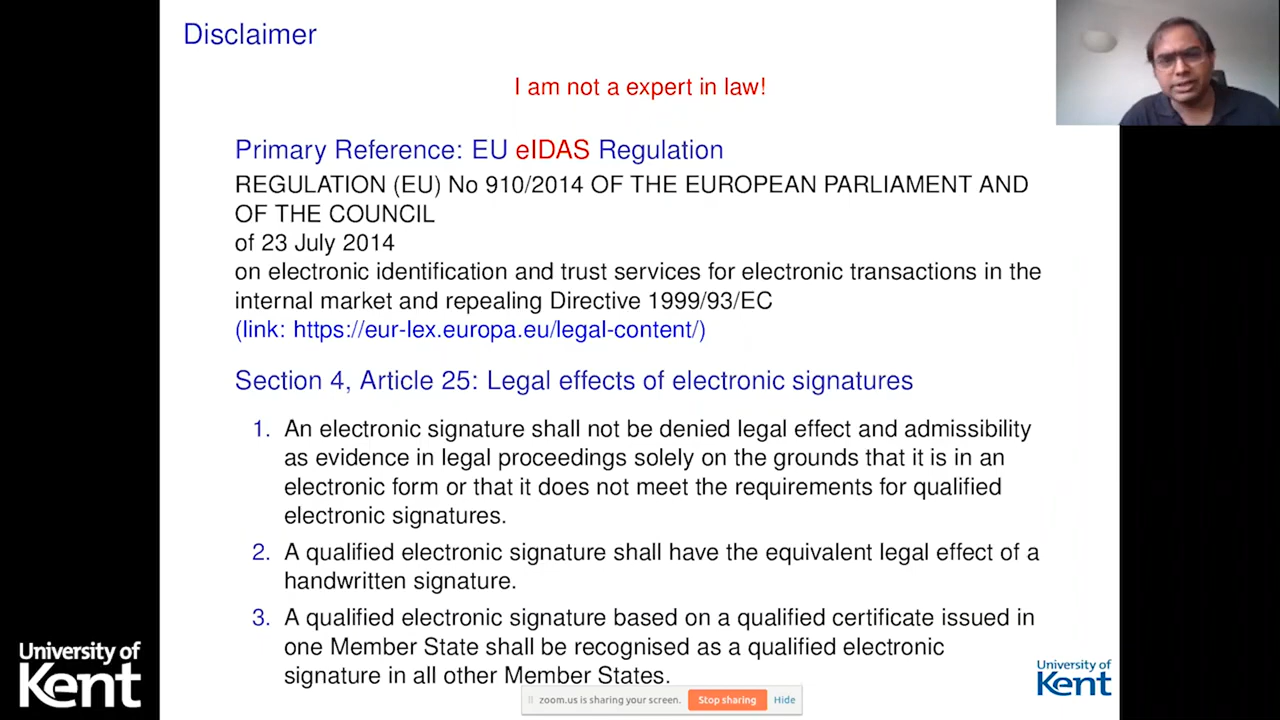 Disclaimer
I am not a expert in law!
Primary Reference: EU eIDAS Regulation
REGULATION (EU) No 910/2014 OF THE EUROPEAN PARLIAMENT AND
OF THE COUNCIL
of 23 July 2014
on electronic identification and trust services for electronic transactions in the
internal market and repealing Directive 1999/93/EC
(link: https://eur-lex.europa.eu/legal-content/)
Section 4, Article 25: Legal effects of electronic signatures
1. An electronic signature shall not be denied legal effect and admissibility
as evidence in legal proceedings solely on the grounds that it is in an
electronic form or that it does not meet the requirements for qualified
electronic signatures.
2. A qualified electronic signature shall have the equivalent legal effect of a
handwritten signature.
3. A qualified electronic signature based on a qualified certificate issued in
one Member State shall be recognised as a qualified electronic
signature in all other Member States.
University of
Kent
University of
Kent
zoom.us is sharing your screen. Stop sharing Hide